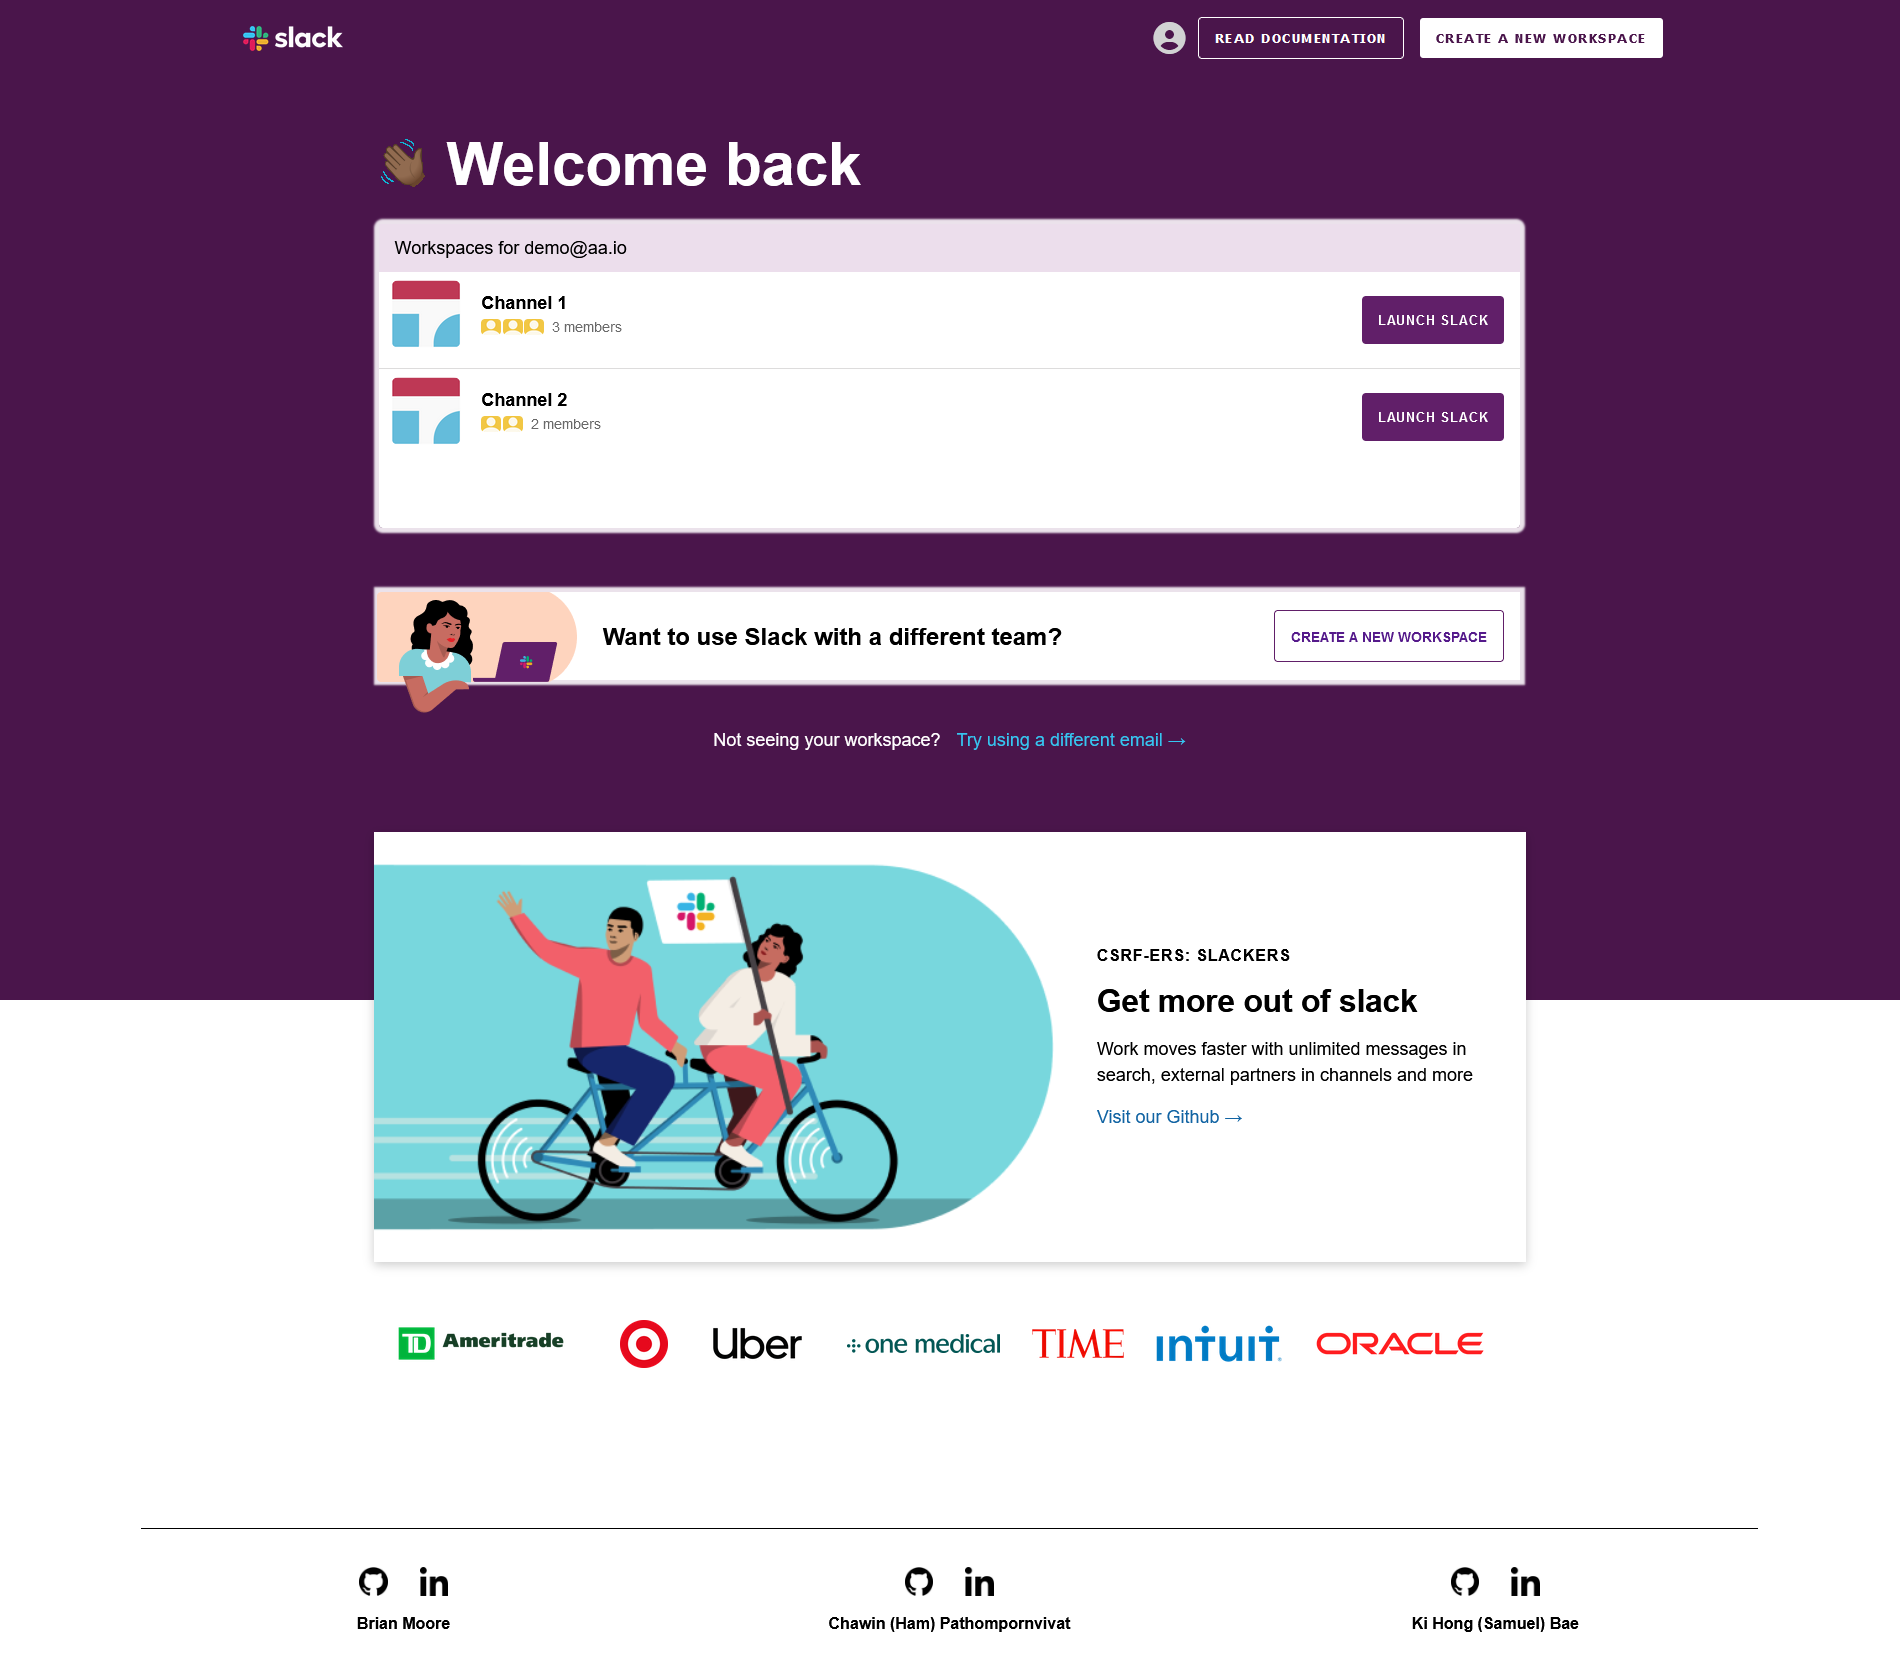 slack
READ DOCUMENTATION
CREATE A NEW WORKSPACE
Welcome back
Workspaces for demo@aa.io
Channel 1
3 members
LAUNCH SLACK
Channel 2
2 members
LAUNCH SLACK
Want to use Slack with a different team?
CREATE A NEW WORKSPACE
Not seeing your workspace? Try using a different email →
CSRF-ERS: SLACKERS
Get more out of slack
Work moves faster with unlimited messages in
search, external partners in channels and more
Visit our Github →
TD Ameritrade
Uber
one medical
TIME
intuit
ORACLE
in
in
in
Brian Moore
Chawin (Ham) Pathompornvivat
Ki Hong (Samuel) Bae